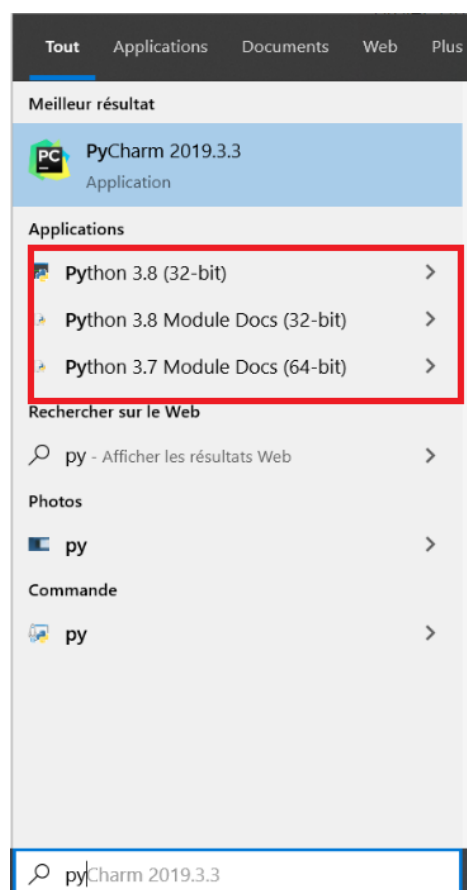 Tout Applications Documents Web Plus
Meilleur résultat
PC
PyCharm 2019.3.3
Application
Applications
Python 3.8 (32-bit)
Python 3.8 Module Docs (32-bit)
Python 3.7 Module Docs (64-bit)
Rechercher sur le Web
py - Afficher les résultats Web
Photos
py
Commande
py
pyCharm 2019.3.3